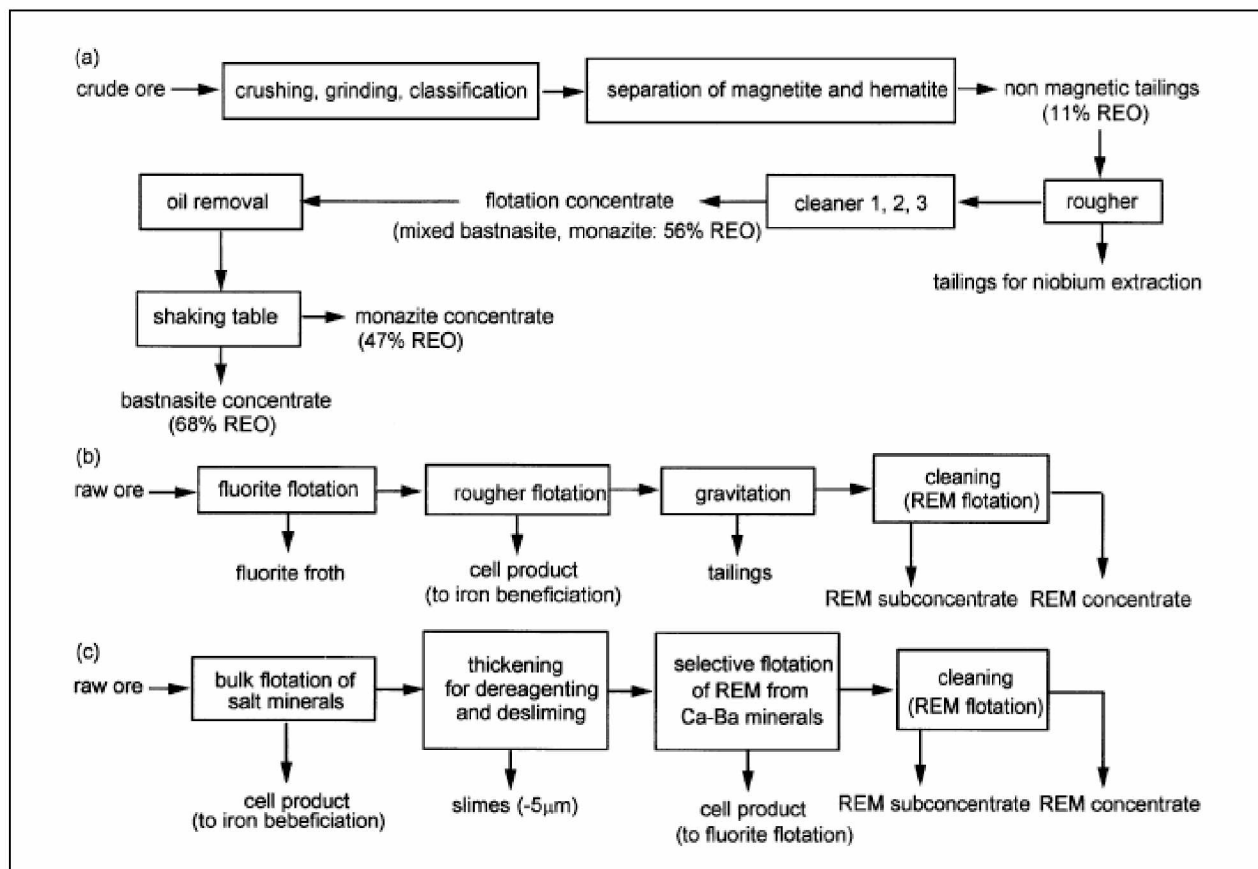 (a)
crude ore
crushing, grinding, classification
separation of magnetite and hematite
non magnetic tailings
(11% REO)
oil removal
flotation concentrate
(mixed bastnasite, monazite: 56% REO)
cleaner 1, 2, 3
rougher
tailings for niobium extraction
shaking table
monazite concentrate
(47% REO)
bastnasite concentrate
(68% REO)
(b)
raw ore
fluorite flotation
rougher flotation
gravitation
cleaning
(REM flotation)
fluorite froth
cell product
(to iron beneficiation)
tailings
REM subconcentrate
REM concentrate
(c)
raw ore
bulk flotation of
salt minerals
thickening
for dereagenting
and desliming
selective flotation
of REM from
Ca-Ba minerals
cleaning
(REM flotation)
cell product
(to iron bebeficiation)
slimes (-5μm)
cell product
(to fluorite flotation)
REM subconcentrate
REM concentrate